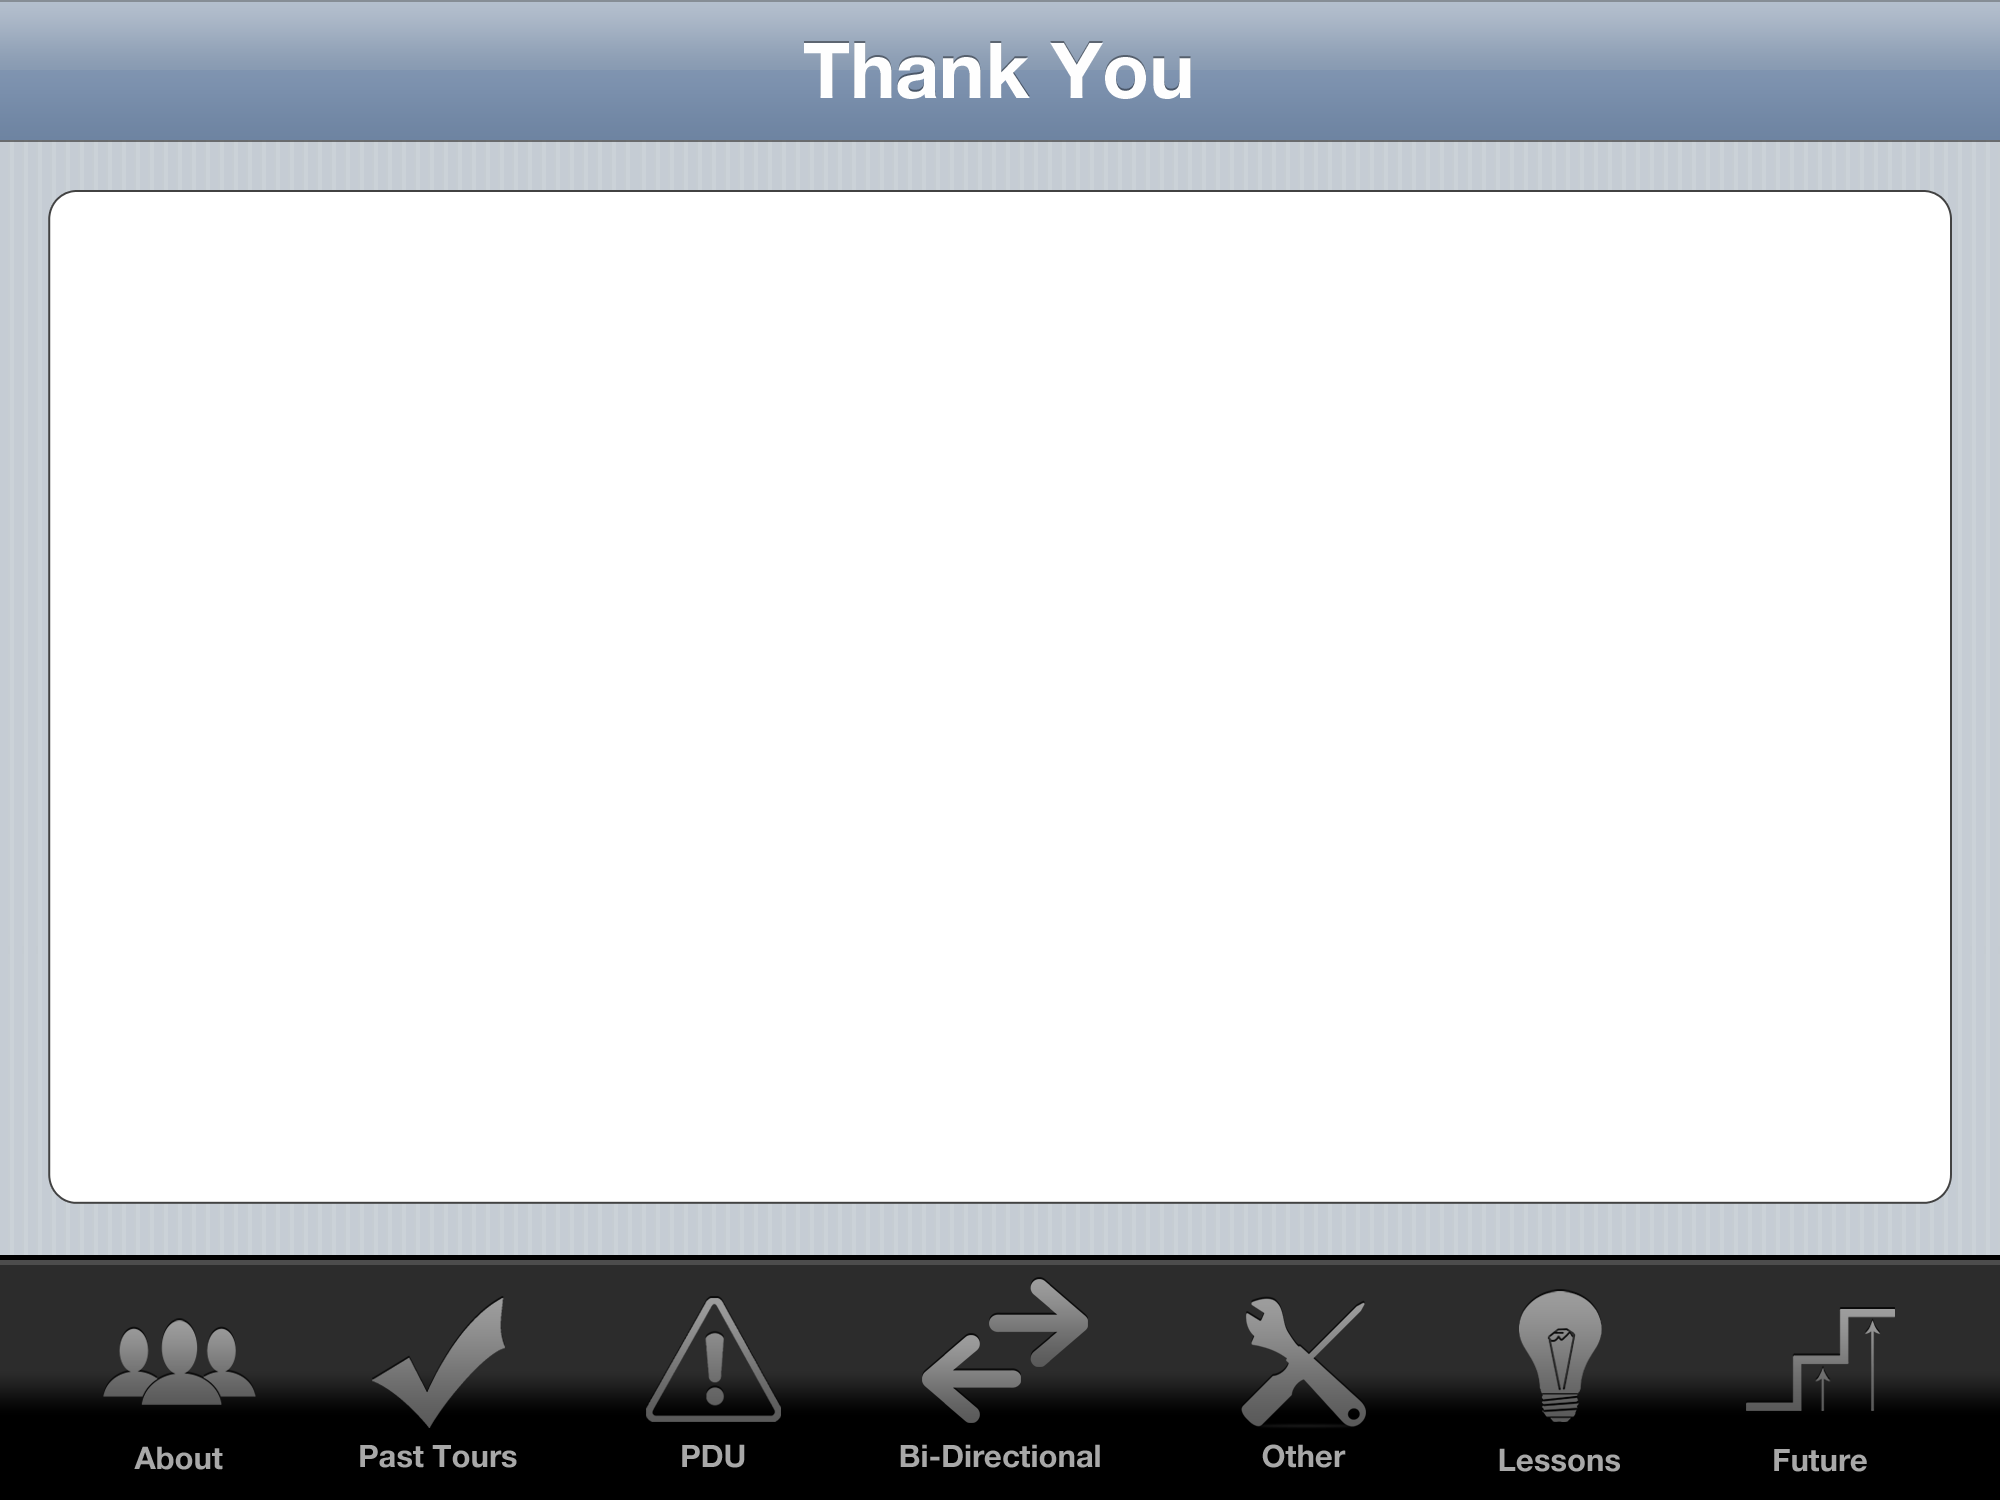 Thank You
About
Past Tours
PDU
Bi-Directional
Other
Lessons
Future